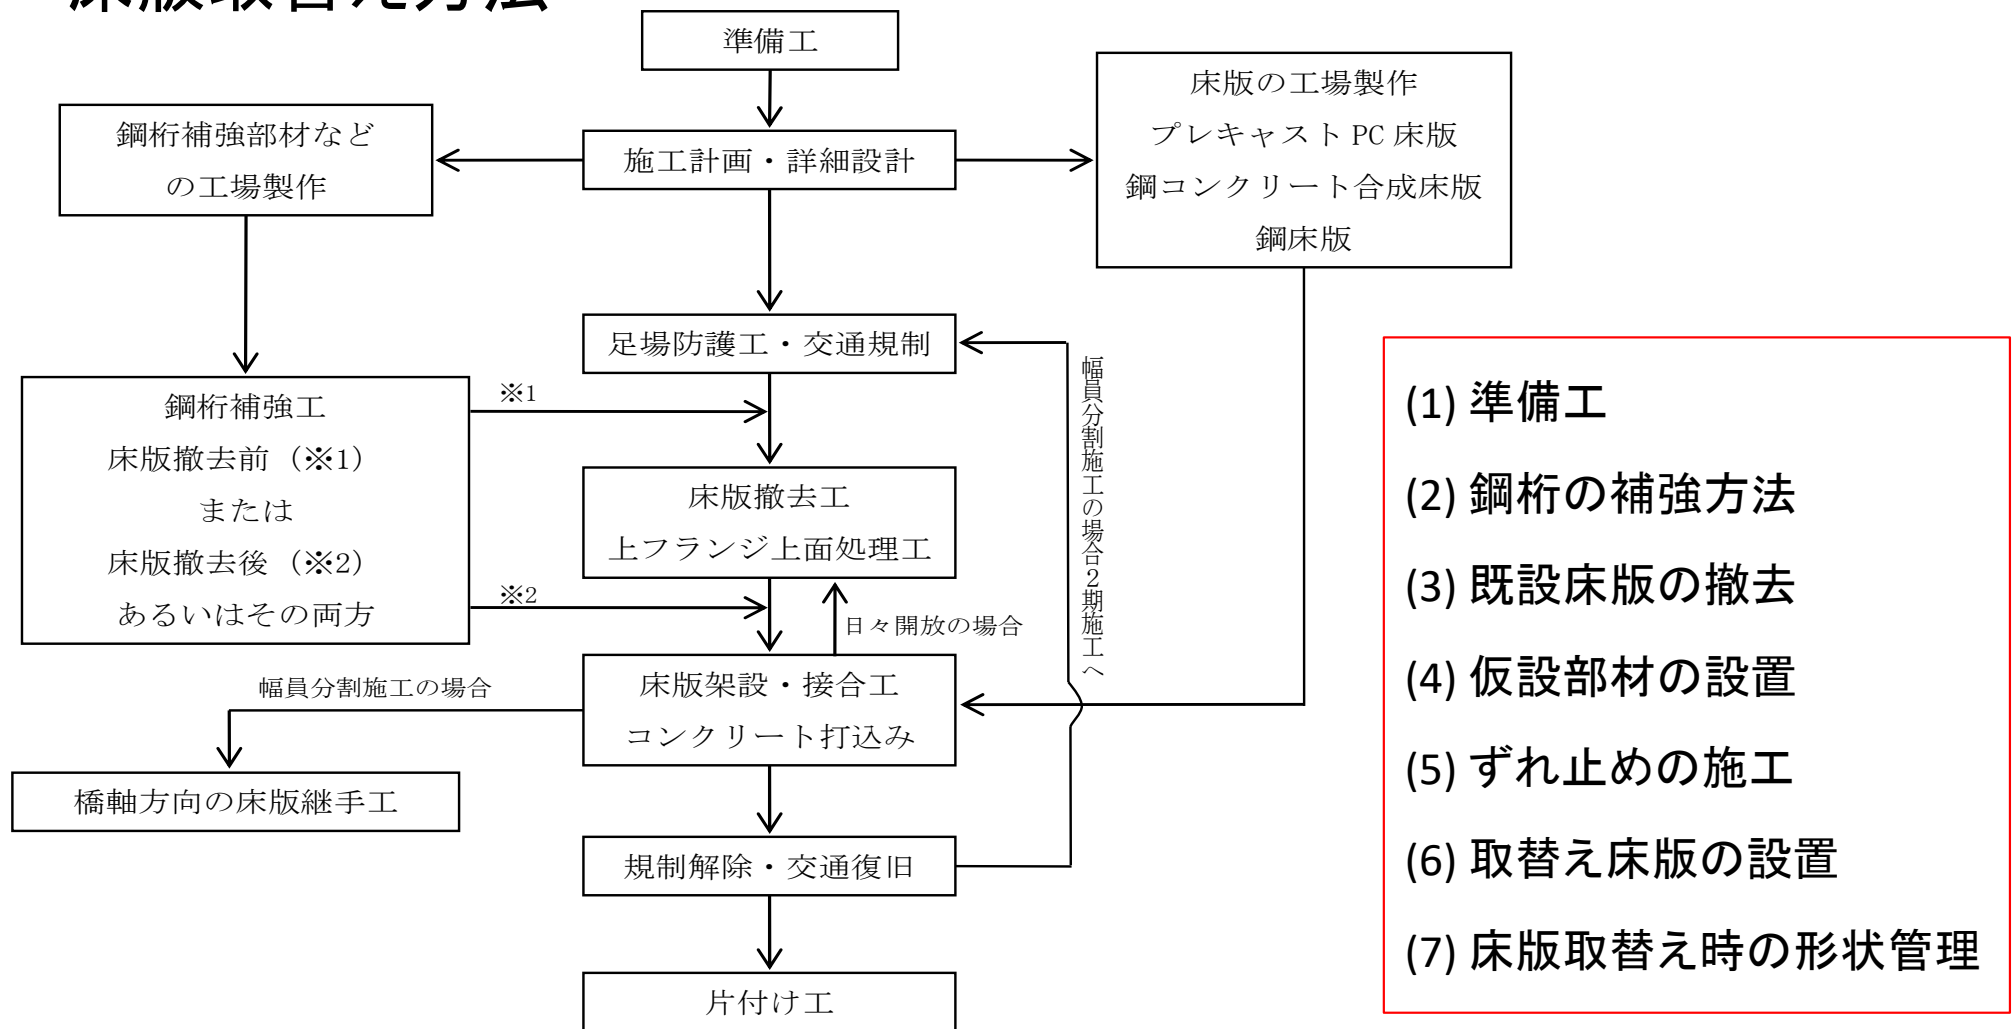 床版取替え方法
準備工
床版の工場製作
プレキャスト PC 床版
鋼コンクリート合成床版
鋼床版
鋼桁補強部材など
の工場製作
施工計画・詳細設計
足場防護工・交通規制
幅員分割施工の場合2期施工へ
鋼桁補強工
床版撤去前（※1）
または
床版撤去後（※2）
あるいはその両方
※1
床版撤去工
上フランジ上面処理工
※2
日々開放の場合
床版架設・接合工
コンクリート打込み
幅員分割施工の場合
橋軸方向の床版継手工
規制解除・交通復旧
片付け工
(1) 準備工
(2) 鋼桁の補強方法
(3) 既設床版の撤去
(4) 仮設部材の設置
(5) ずれ止めの施工
(6) 取替え床版の設置
(7) 床版取替え時の形状管理